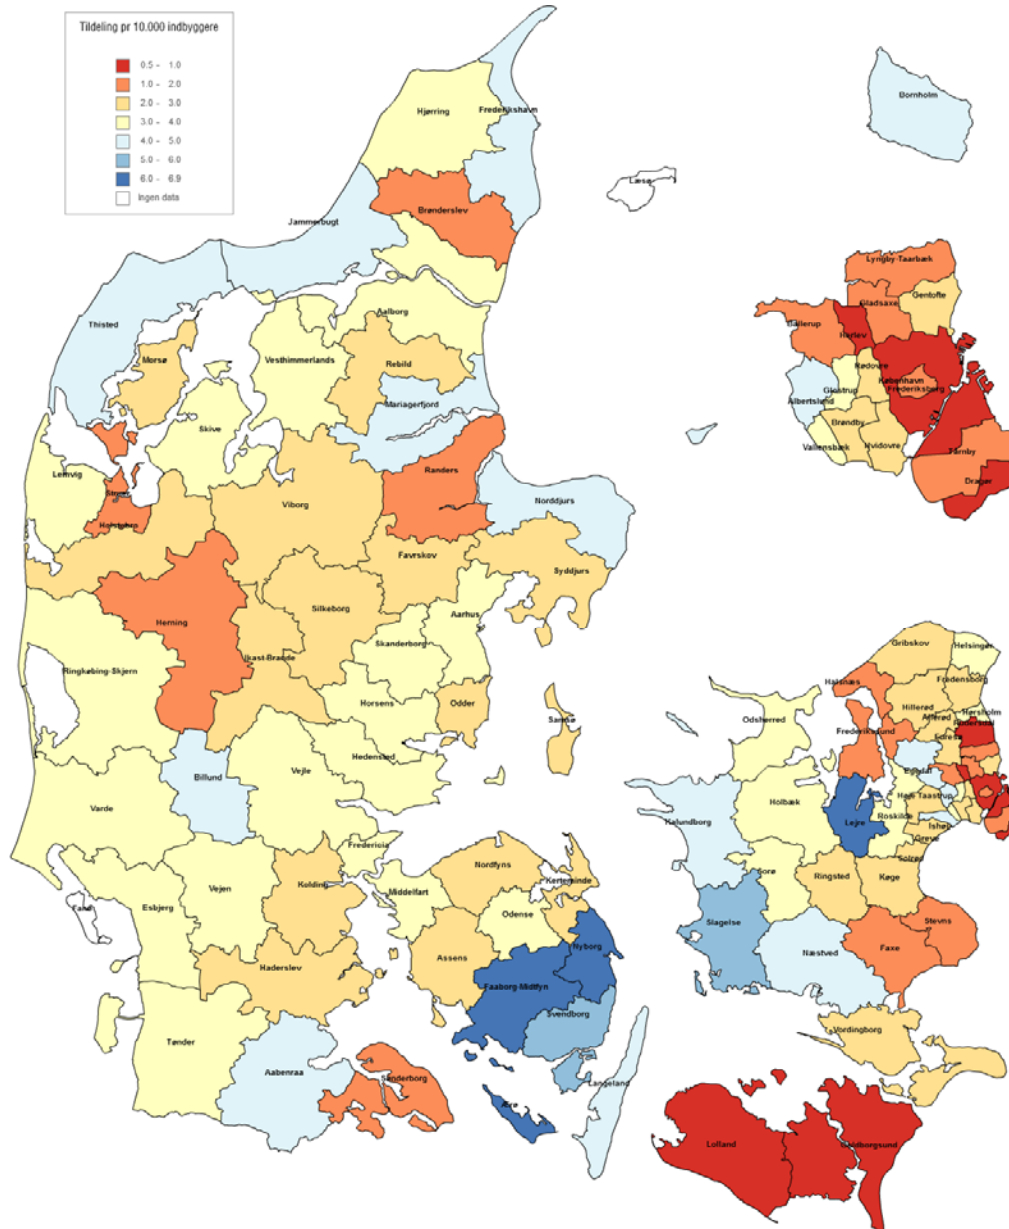 Tildeling pr 10.000 indbyggere
0.5 - 1.0
1.0 - 2.0
2.0 - 3.0
3.0 - 4.0
4.0 - 5.0
5.0 - 6.0
6.0 - 6.9
Ingen data
Bornholm
Hjørring
Frederikshavn
Læsø
Brønderslev
Jammerbugt
Lyngby-Taarbæk
Gentofte
Gladsaxe
Aalborg
Thisted
Ballerup
Herlev
Morsø
Vesthimmerlands
Rebild
Rødovre
København
Frederiksberg
Glostrup
Albertslund
Mariagerfjord
Brøndby
Skive
Vallensbæk
Hvidovre
Tårnby
Randers
Lemvig
Dragør
Struer
Norddjurs
Viborg
Holstebro
Favrskov
Syddjurs
Silkeborg
Aarhus
Herning
Skanderborg
Gribskov
Helsingør
Ikast-Brande
Ringkøbing-Skjern
Fredensborg
Halsnæs
Horsens
Odder
Hillerød
Hørsholm
Samsø
Odsherred
Allerød
Rudersdal
Frederikssund
Furesø
Hedensted
Billund
Vejle
Egedal
Høje Taastrup
Holbæk
Varde
Kalundborg
Lejre
Roskilde
Ishøj
Greve
Fredericia
Solrød
Nordfyns
Sorø
Ringsted
Køge
Kerteminde
Vejen
Kolding
Middelfart
Fanø
Esbjerg
Odense
Slagelse
Stevns
Nyborg
Faxe
Næstved
Assens
Haderslev
Faaborg-Midtfyn
Svendborg
Vordingborg
Tønder
Aabenraa
Sønderborg
Langeland
Ærø
Lolland
Guldborgsund